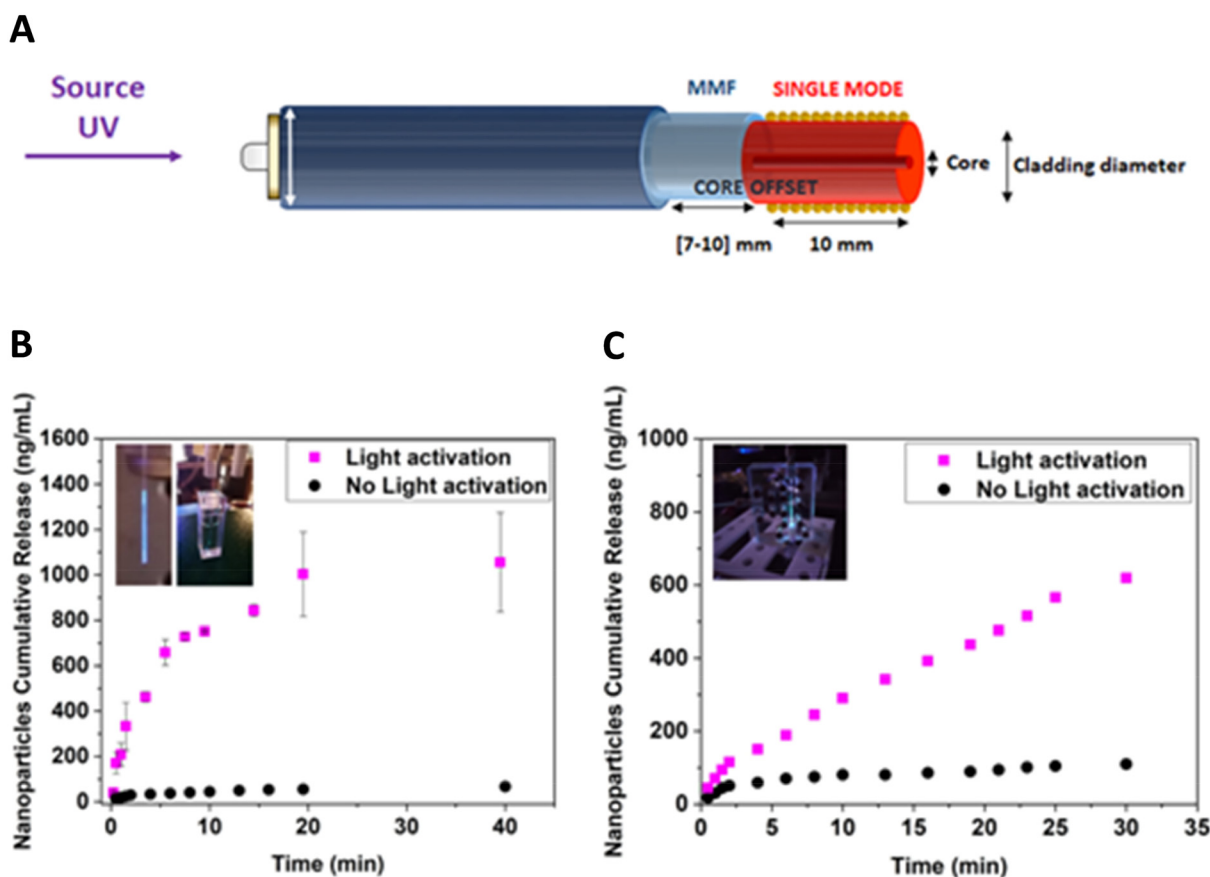 A
Source
UV
MMF
SINGLE MODE
Core
Cladding diameter
CORE OFFSET
[7-10] mm
10 mm
B
Nanoparticles Cumulative Release (ng/mL)
1600
1400
1200
1000
800
600
400
200
0
Light activation
No Light activation
0
10
20
30
40
Time (min)
C
Nanoparticles Cumulative Release (ng/mL)
1000
800
600
400
200
0
Light activation
No Light activation
0
5
10
15
20
25
30
35
Time (min)